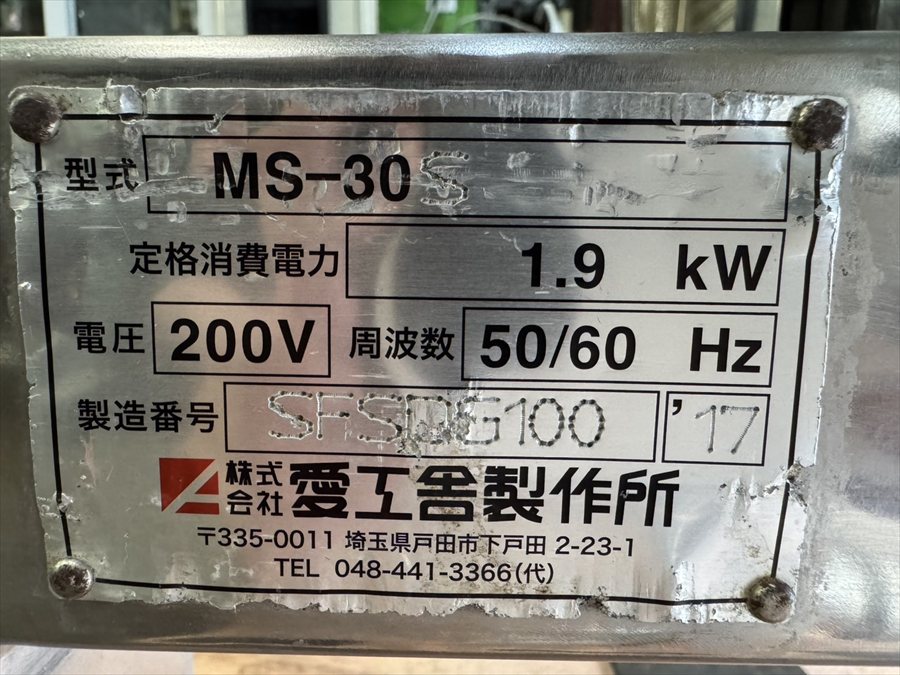 型式 MS-30S
定格消費電力 1.9 kW
電圧 200V 周波数 50/60 Hz
製造番号 SFSDG100 '17
株式会社 愛工舎製作所
〒335-0011 埼玉県戸田市下戸田 2-23-1
TEL 048-441-3366(代)